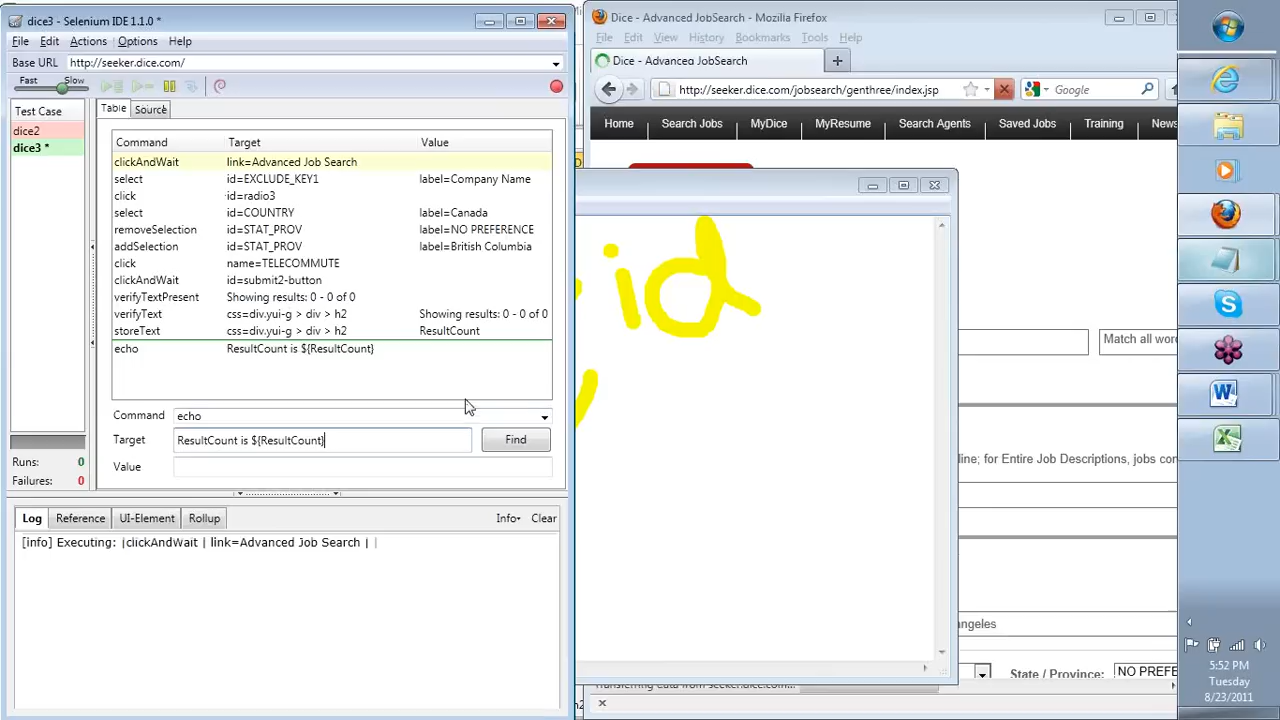 dice3 - Selenium IDE 1.1.0 *
File Edit Actions Options Help
Base URL http://seeker.dice.com/
Fast Slow
Test Case
dice2
dice3 *
Table Source
Command Target Value
clickAndWait link=Advanced Job Search
select id=EXCLUDE_KEY1 label=Company Name
click id=radio3
select id=COUNTRY label=Canada
removeSelection id=STAT_PROV label=NO PREFERENCE
addSelection id=STAT_PROV label=British Columbia
click name=TELECOMMUTE
clickAndWait id=submit2-button
verifyTextPresent Showing results: 0 - 0 of 0
verifyText css=div.yui-g > div > h2 Showing results: 0 - 0 of 0
storeText css=div.yui-g > div > h2 ResultCount
echo ResultCount is ${ResultCount}
Command echo
Target ResultCount is ${ResultCount} Find
Value
Runs: 0
Failures: 0
Log Reference UI-Element Rollup Info Clear
[info] Executing: |clickAndWait | link=Advanced Job Search | |
Dice - Advanced JobSearch - Mozilla Firefox
File Edit View History Bookmarks Tools Help
Dice - Advanced JobSearch
http://seeker.dice.com/jobsearch/genthree/index.jsp Google
Home Search Jobs MyDice MyResume Search Agents Saved Jobs Training News
id
Match all wor
line; for Entire Job Descriptions, jobs con
angeles
State / Province: NO PREFE
Transferring data from seeker.dice.com...
5:52 PM
Tuesday
8/23/2011